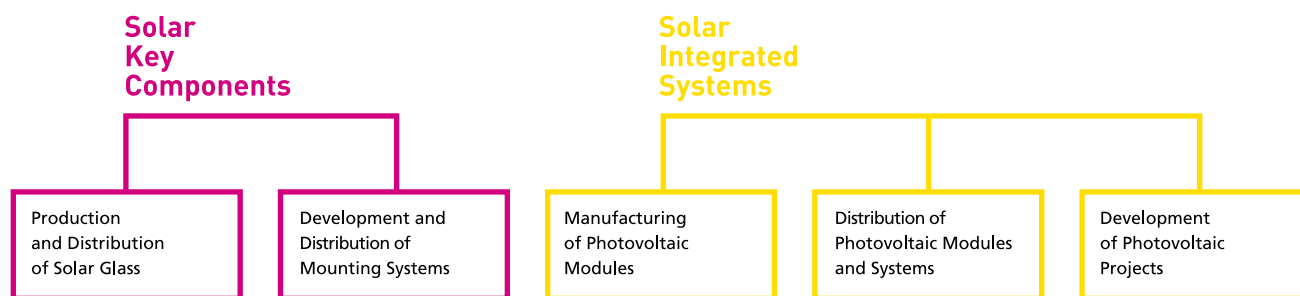 Solar
Key
Components
Solar
Integrated
Systems
Production
and Distribution
of Solar Glass
Development and
Distribution of
Mounting Systems
Manufacturing
of Photovoltaic
Modules
Distribution of
Photovoltaic Modules
and Systems
Development
of Photovoltaic
Projects